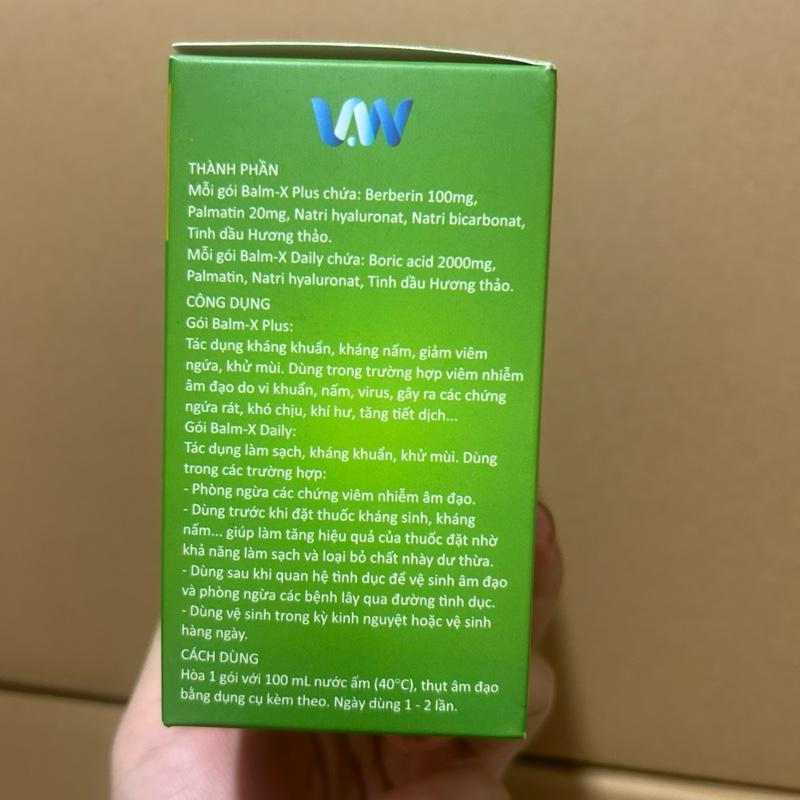 VAW
THÀNH PHẦN
Mỗi gói Balm-X Plus chứa: Berberin 100mg,
Palmatin 20mg, Natri hyaluronat, Natri bicarbonat,
Tinh dầu Hương thảo.
Mỗi gói Balm-X Daily chứa: Boric acid 2000mg,
Palmatin, Natri hyaluronat, Tinh dầu Hương thảo.
CÔNG DỤNG
Gói Balm-X Plus:
Tác dụng kháng khuẩn, kháng nấm, giảm viêm
ngứa, khử mùi. Dùng trong trường hợp viêm nhiễm
âm đạo do vi khuẩn, nấm, virus, gây ra các chứng
ngứa rát, khó chịu, khí hư, tăng tiết dịch...
Gói Balm-X Daily:
Tác dụng làm sạch, kháng khuẩn, khử mùi. Dùng
trong các trường hợp:
- Phòng ngừa các chứng viêm nhiễm âm đạo.
- Dùng trước khi đặt thuốc kháng sinh, kháng
nấm... giúp làm tăng hiệu quả của thuốc đặt nhờ
khả năng làm sạch và loại bỏ chất nhày dư thừa.
- Dùng sau khi quan hệ tình dục để vệ sinh âm đạo
và phòng ngừa các bệnh lây qua đường tình dục.
- Dùng vệ sinh trong kỳ kinh nguyệt hoặc vệ sinh
hàng ngày.
CÁCH DÙNG
Hòa 1 gói với 100 mL nước ấm (40°C), thụt âm đạo
bằng dụng cụ kèm theo. Ngày dùng 1 - 2 lần.